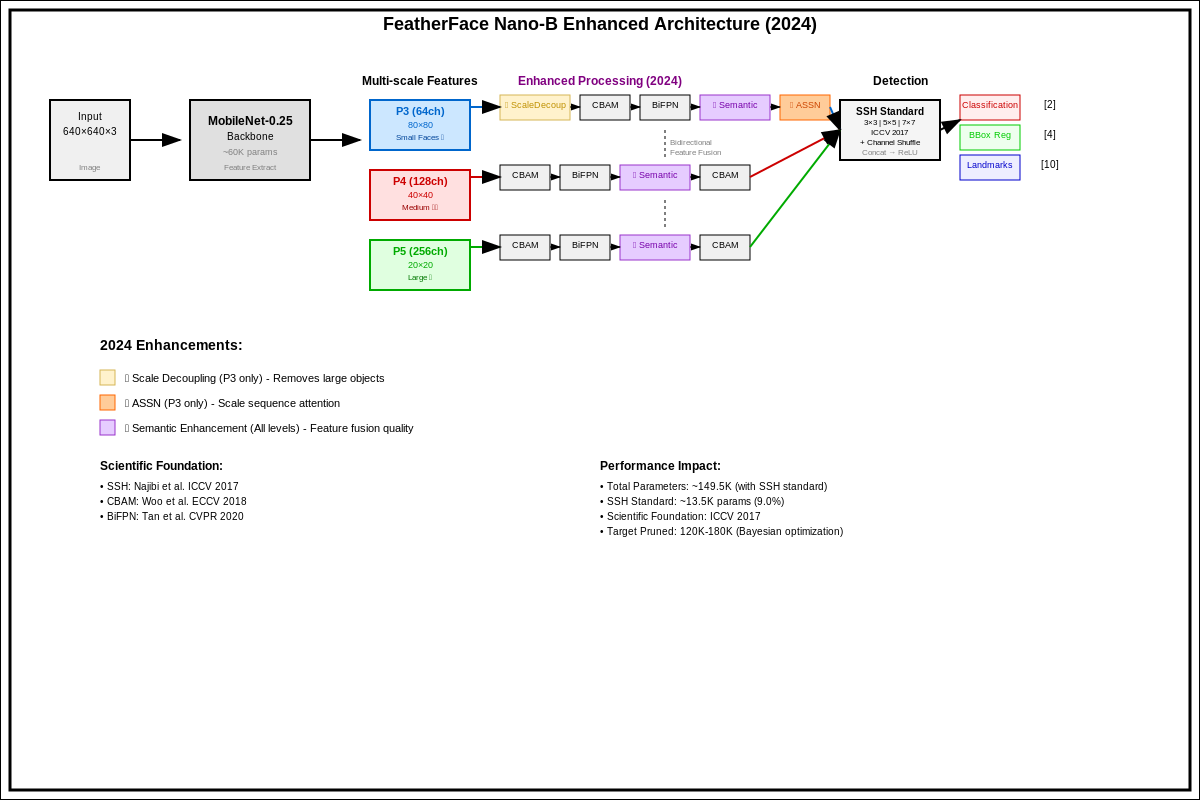 FeatherFace Nano-B Enhanced Architecture (2024)
Multi-scale Features
Enhanced Processing (2024)
Detection
Input
640×640×3
Image
MobileNet-0.25
Backbone
~60K params
Feature Extract
P3 (64ch)
80×80
Small Faces
ScaleDecoup
CBAM
BiFPN
Semantic
ASSN
Bidirectional
Feature Fusion
P4 (128ch)
40×40
Medium
CBAM
BiFPN
Semantic
CBAM
P5 (256ch)
20×20
Large
CBAM
BiFPN
Semantic
CBAM
SSH Standard
3×3 | 5×5 | 7×7
ICCV 2017
+ Channel Shuffle
Concat → ReLU
Classification
[2]
BBox Reg
[4]
Landmarks
[10]
2024 Enhancements:
Scale Decoupling (P3 only) - Removes large objects
ASSN (P3 only) - Scale sequence attention
Semantic Enhancement (All levels) - Feature fusion quality
Scientific Foundation:
• SSH: Najibi et al. ICCV 2017
• CBAM: Woo et al. ECCV 2018
• BiFPN: Tan et al. CVPR 2020
Performance Impact:
• Total Parameters: ~149.5K (with SSH standard)
• SSH Standard: ~13.5K params (9.0%)
• Scientific Foundation: ICCV 2017
• Target Pruned: 120K-180K (Bayesian optimization)